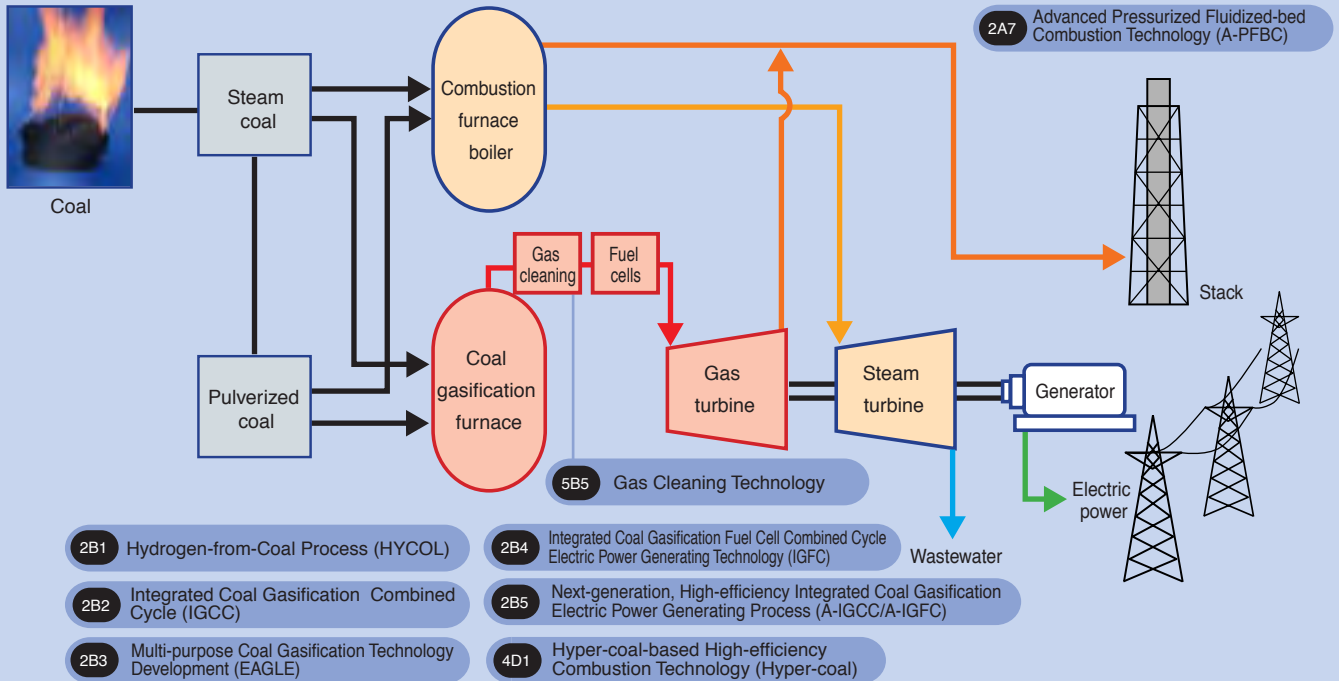 2A7
Advanced Pressurized Fluidized-bed
Combustion Technology (A-PFBC)
Steam
coal
Combustion
furnace
boiler
Coal
Gas
cleaning
Fuel
cells
Stack
Pulverized
coal
Coal
gasification
furnace
Gas
turbine
Steam
turbine
Generator
5B5
Gas Cleaning Technology
Electric
power
Wastewater
2B1
Hydrogen-from-Coal Process (HYCOL)
2B2
Integrated Coal Gasification Combined
Cycle (IGCC)
2B3
Multi-purpose Coal Gasification Technology
Development (EAGLE)
2B4
Integrated Coal Gasification Fuel Cell Combined Cycle
Electric Power Generating Technology (IGFC)
2B5
Next-generation, High-efficiency Integrated Coal Gasification
Electric Power Generating Process (A-IGCC/A-IGFC)
4D1
Hyper-coal-based High-efficiency
Combustion Technology (Hyper-coal)